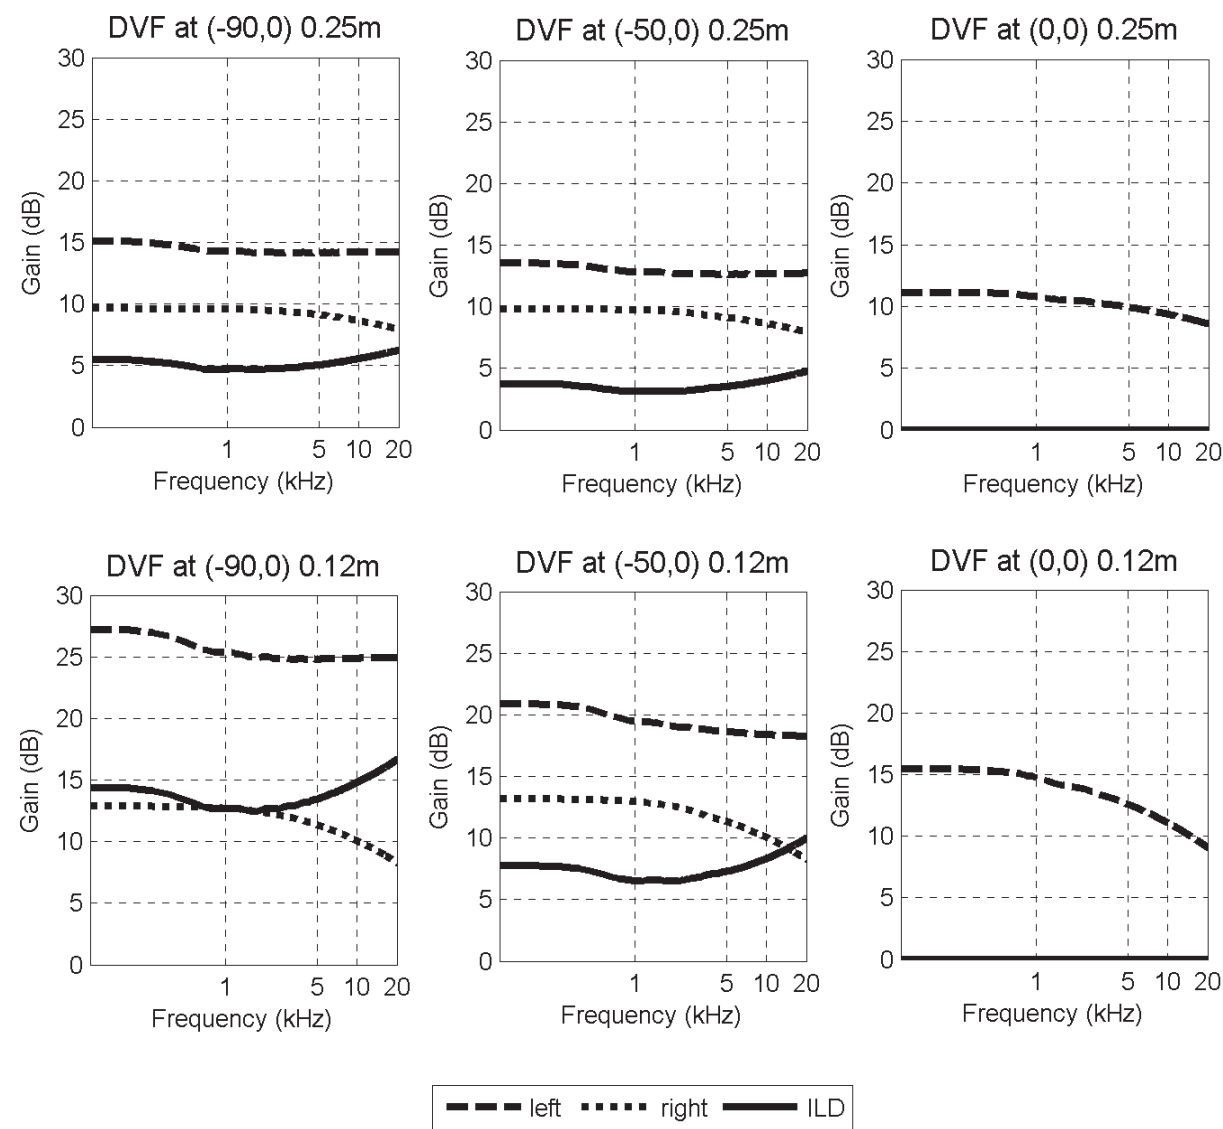 DVF at (-90,0) 0.25m
DVF at (-50,0) 0.25m
DVF at (0,0) 0.25m
30
25
20
15
10
5
0
Gain (dB)
1 5 10 20
Frequency (kHz)
30
25
20
15
10
5
0
Gain (dB)
1 5 10 20
Frequency (kHz)
30
25
20
15
10
5
0
Gain (dB)
1 5 10 20
Frequency (kHz)
DVF at (-90,0) 0.12m
DVF at (-50,0) 0.12m
DVF at (0,0) 0.12m
30
25
20
15
10
5
0
Gain (dB)
1 5 10 20
Frequency (kHz)
30
25
20
15
10
5
0
Gain (dB)
1 5 10 20
Frequency (kHz)
30
25
20
15
10
5
0
Gain (dB)
1 5 10 20
Frequency (kHz)
left right ILD